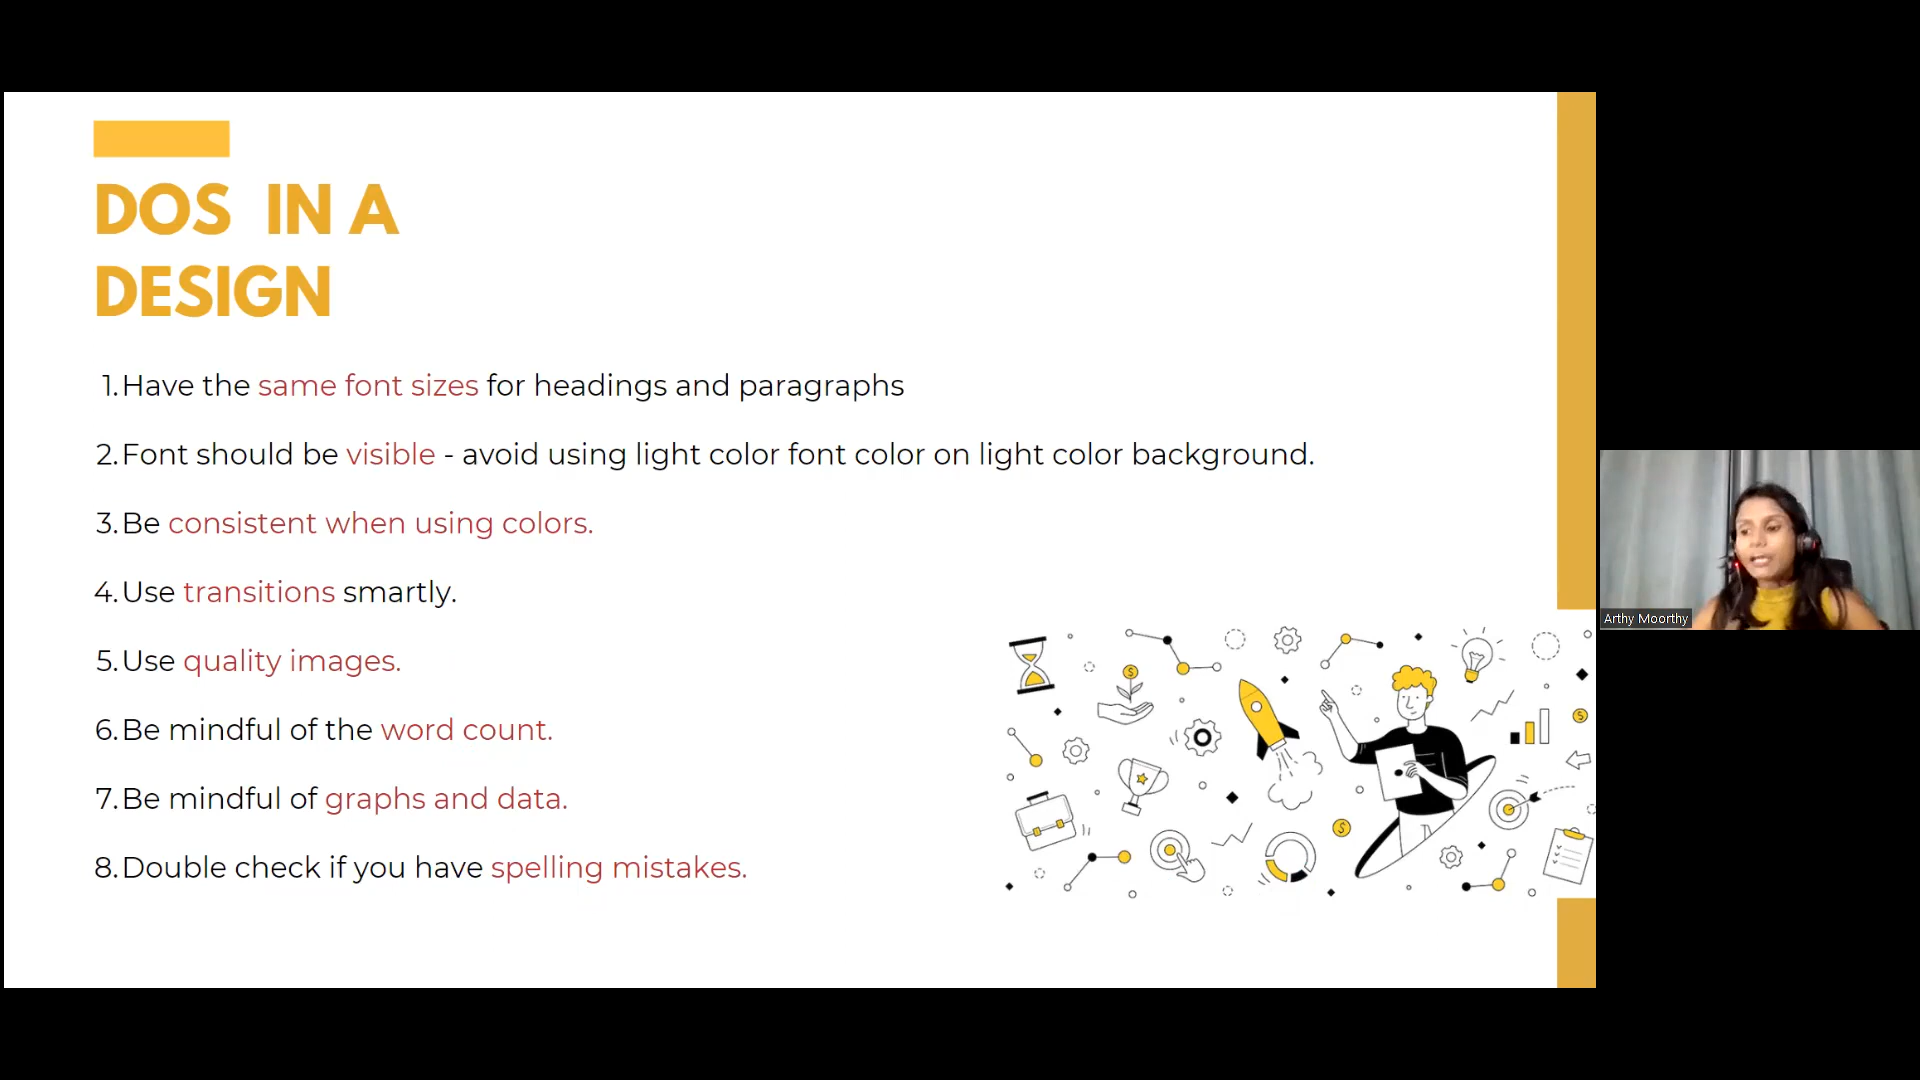 DOS IN A
DESIGN
1. Have the same font sizes for headings and paragraphs
2. Font should be visible - avoid using light color font color on light color background.
3. Be consistent when using colors.
4. Use transitions smartly.
5. Use quality images.
6. Be mindful of the word count.
7. Be mindful of graphs and data.
8. Double check if you have spelling mistakes.
Arthy Moorthy